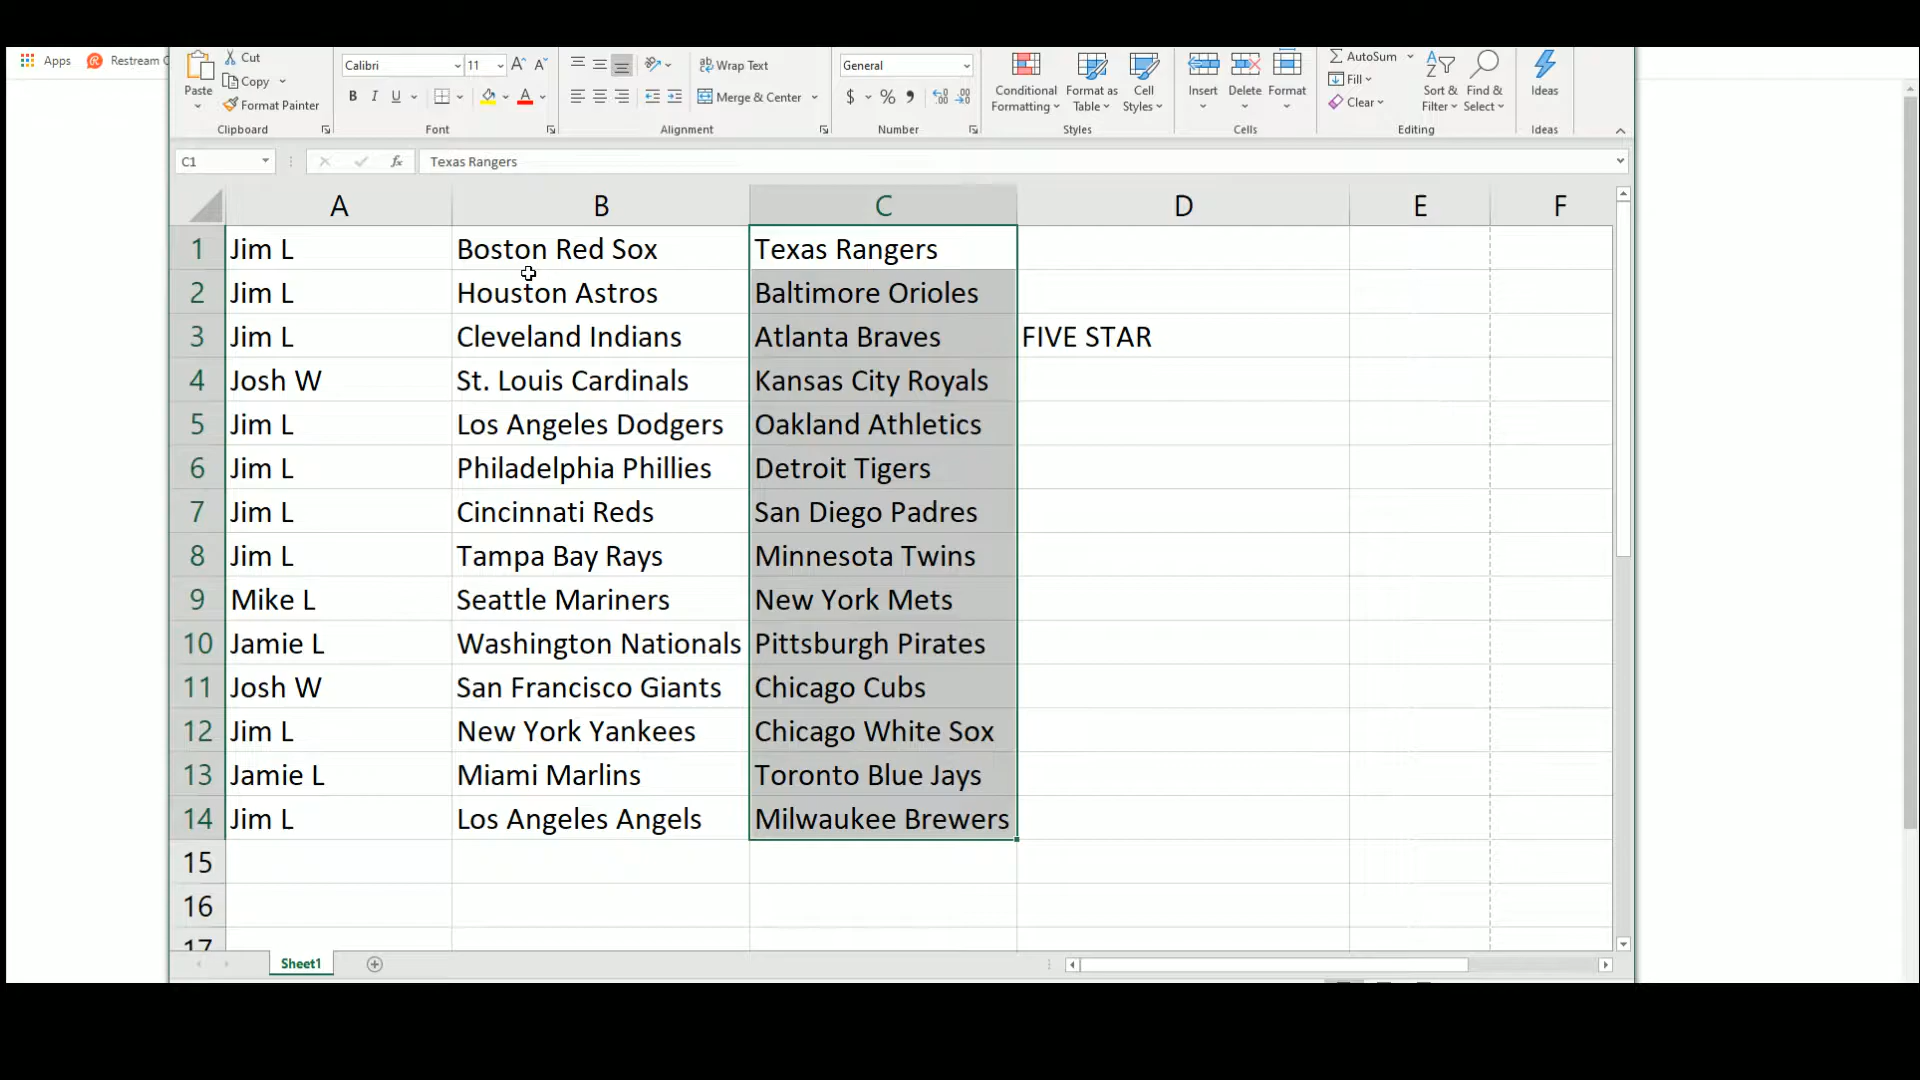 Apps Restream
Cut
Copy
Format Painter
Paste
Clipboard
Calibri 11
B I U
Font
Wrap Text
Merge & Center
Alignment
General
$ % ,
Number
Conditional Formatting
Format as Table
Cell Styles
Styles
Insert Delete Format
Cells
AutoSum
Fill
Clear
Sort & Filter
Find & Select
Editing
Ideas
Ideas
C1 fx Texas Rangers
A B C D E F
1 Jim L Boston Red Sox Texas Rangers
2 Jim L Houston Astros Baltimore Orioles
3 Jim L Cleveland Indians Atlanta Braves FIVE STAR
4 Josh W St. Louis Cardinals Kansas City Royals
5 Jim L Los Angeles Dodgers Oakland Athletics
6 Jim L Philadelphia Phillies Detroit Tigers
7 Jim L Cincinnati Reds San Diego Padres
8 Jim L Tampa Bay Rays Minnesota Twins
9 Mike L Seattle Mariners New York Mets
10 Jamie L Washington Nationals Pittsburgh Pirates
11 Josh W San Francisco Giants Chicago Cubs
12 Jim L New York Yankees Chicago White Sox
13 Jamie L Miami Marlins Toronto Blue Jays
14 Jim L Los Angeles Angels Milwaukee Brewers
15
16
17
Sheet1